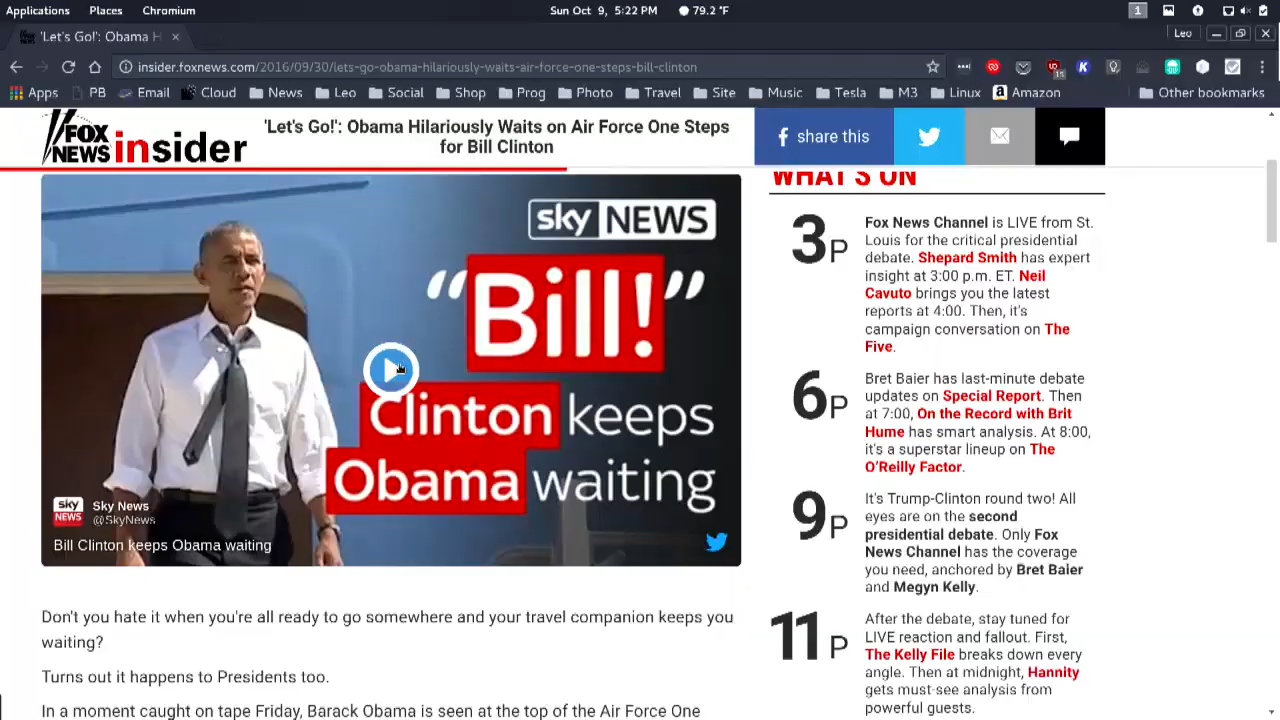 Applications Places Chromium Sun Oct 9, 5:22 PM 79.2 °F 1
'Let's Go!': Obama H × Leo
insider.foxnews.com/2016/09/30/lets-go-obama-hilariously-waits-air-force-one-steps-bill-clinton 15
Apps PB Email Cloud News Leo Social Shop Prog Photo Travel Site Music Tesla M3 Linux Amazon Other bookmarks
FOX
NEWS insider
'Let's Go!': Obama Hilariously Waits on Air Force One Steps
for Bill Clinton
share this
sky NEWS
“Bill!”
Clinton keeps
Obama waiting
sky
NEWS
Sky News
@SkyNews
Bill Clinton keeps Obama waiting
Don't you hate it when you're all ready to go somewhere and your travel companion keeps you
waiting?
Turns out it happens to Presidents too.
In a moment caught on tape Friday, Barack Obama is seen at the top of the Air Force One
WHAT'S ON
3P
Fox News Channel is LIVE from St.
Louis for the critical presidential
debate. Shepard Smith has expert
insight at 3:00 p.m. ET. Neil
Cavuto brings you the latest
reports at 4:00. Then, it's
campaign conversation on The
Five.
6P
Bret Baier has last-minute debate
updates on Special Report. Then
at 7:00, On the Record with Brit
Hume has smart analysis. At 8:00,
it's a superstar lineup on The
O'Reilly Factor.
9P
It's Trump-Clinton round two! All
eyes are on the second
presidential debate. Only Fox
News Channel has the coverage
you need, anchored by Bret Baier
and Megyn Kelly.
11P
After the debate, stay tuned for
LIVE reaction and fallout. First,
The Kelly File breaks down every
angle. Then at midnight, Hannity
gets must-see analysis from
powerful guests.